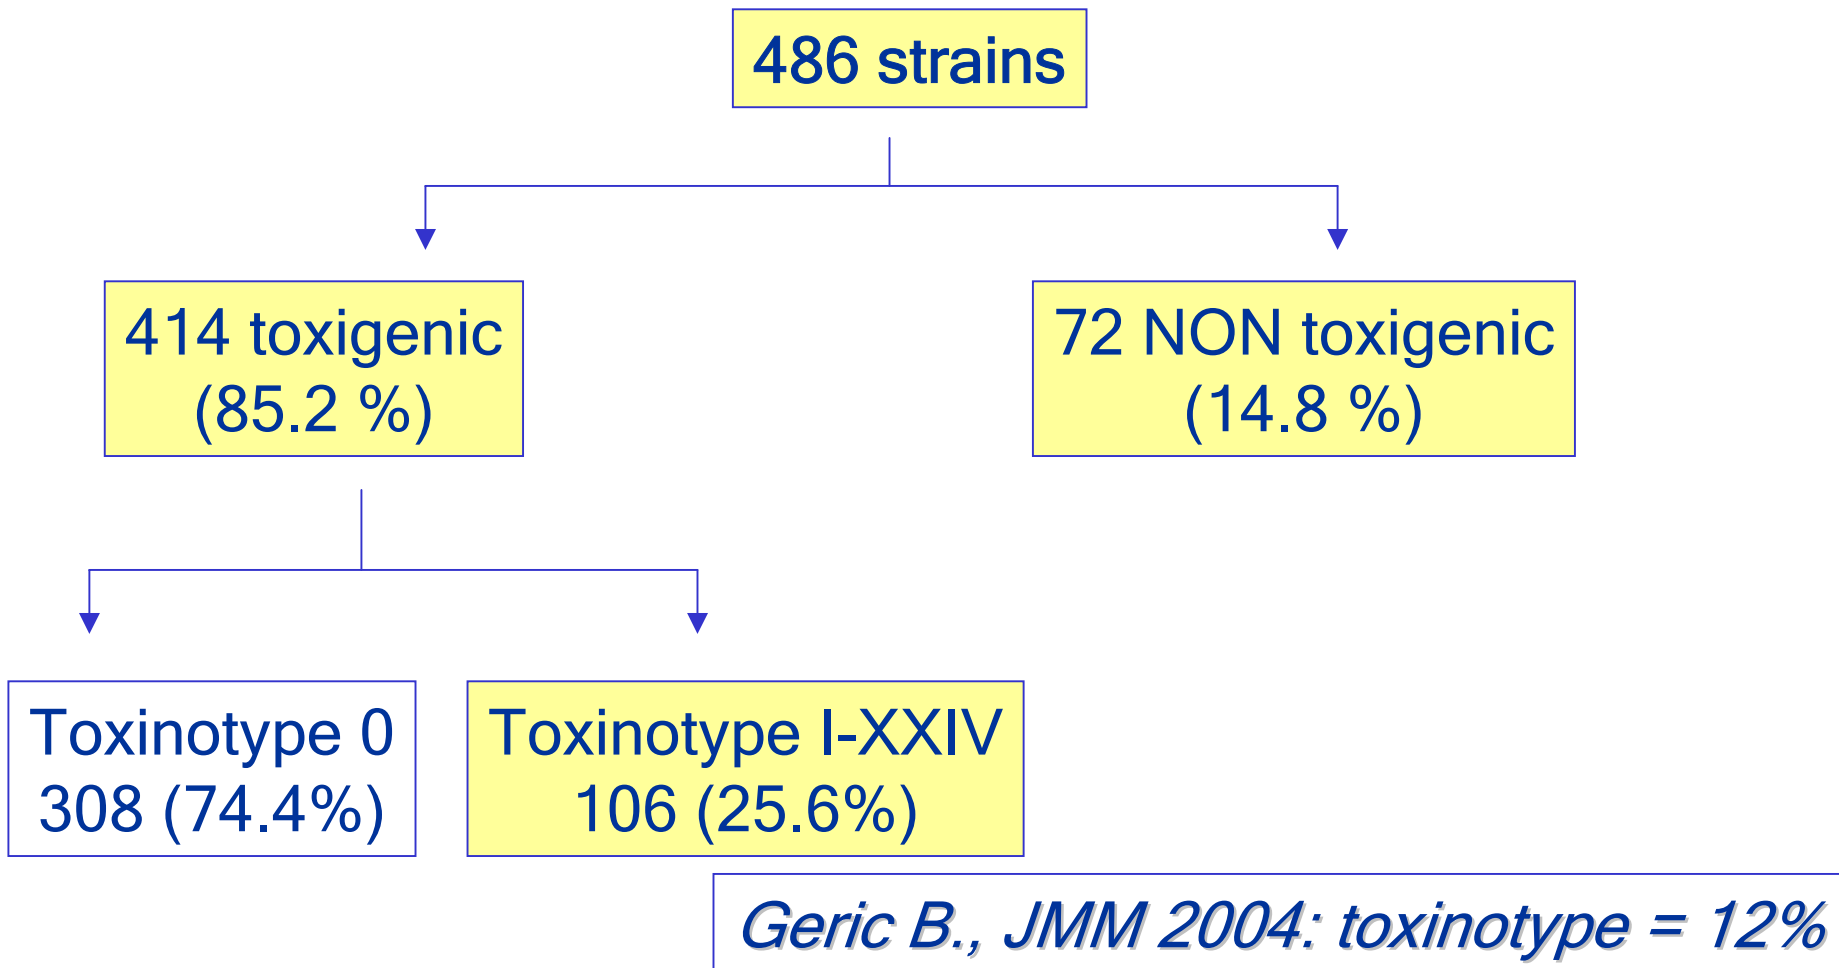 486 strains
414 toxigenic
(85.2 %)
72 NON toxigenic
(14.8 %)
Toxinotype 0
308 (74.4%)
Toxinotype I-XXIV
106 (25.6%)
Geric B., JMM 2004: toxinotype = 12%